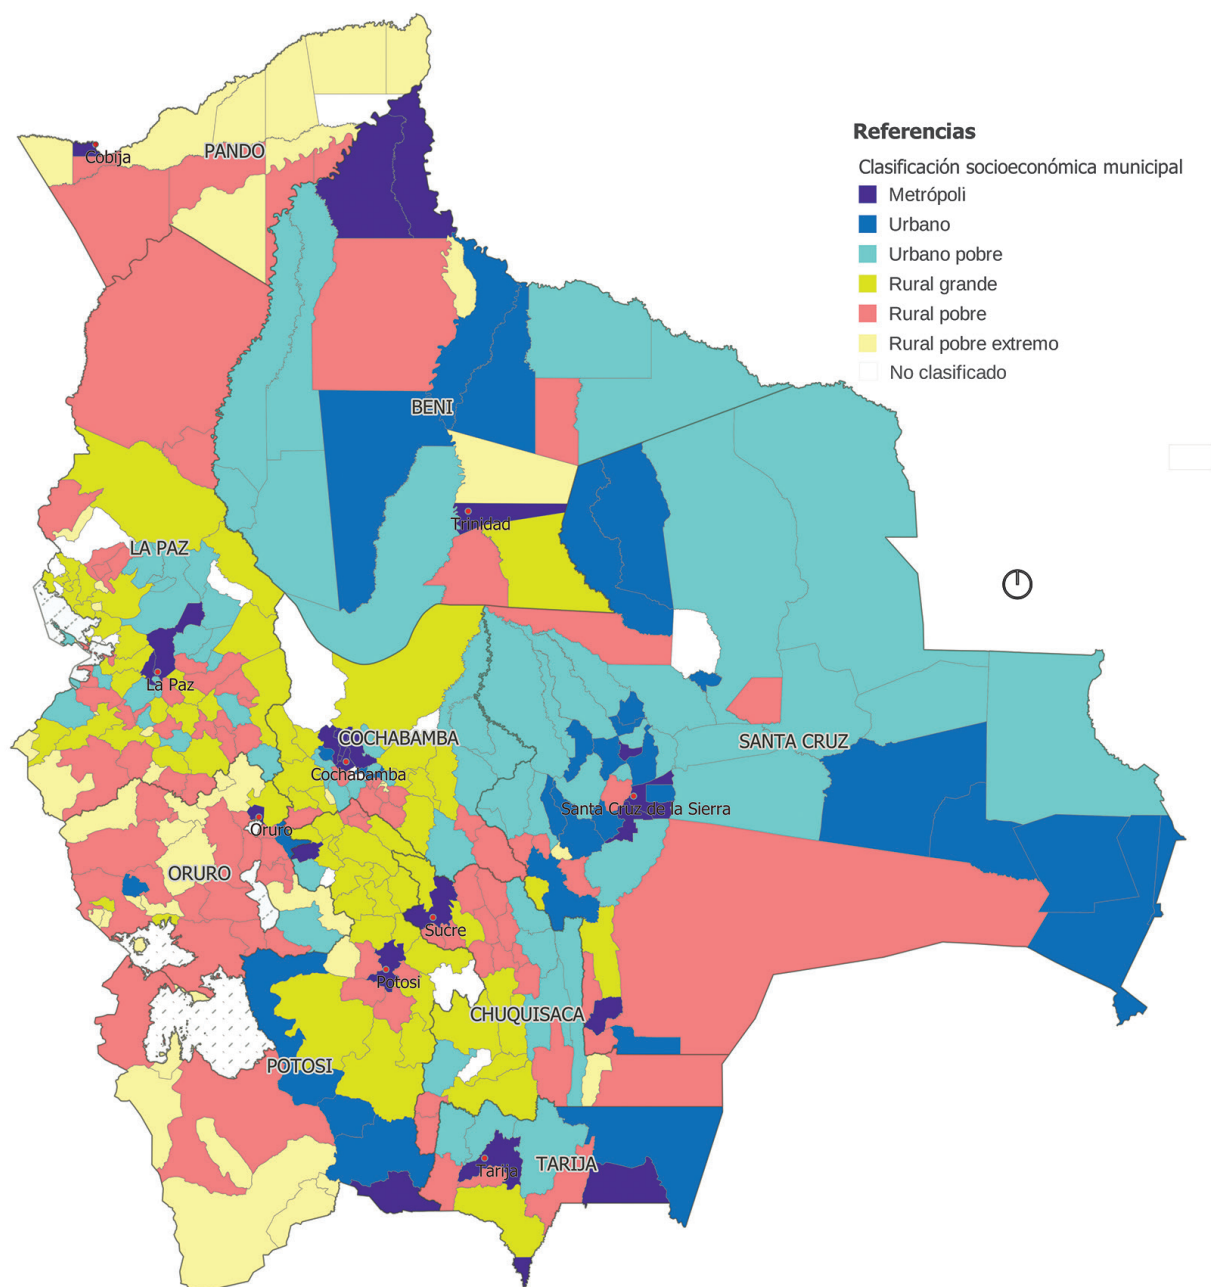 Referencias
Clasificación socioeconómica municipal
Metrópoli
Urbano
Urbano pobre
Rural grande
Rural pobre
Rural pobre extremo
No clasificado
Cobija
PANDO
BENI
Trinidad
LA PAZ
La Paz
COCHABAMBA
Cochabamba
SANTA CRUZ
Santa Cruz de la Sierra
Oruro
ORURO
Sucre
Potosi
CHUQUISACA
POTOSI
Tarija
TARIJA